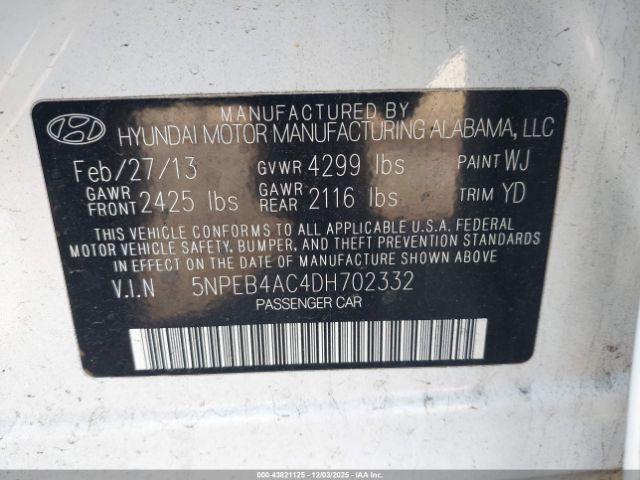 MANUFACTURED BY
HYUNDAI MOTOR MANUFACTURING ALABAMA, LLC
Feb/27/13 GVWR 4299 lbs PAINT WJ
GAWR FRONT 2425 lbs GAWR REAR 2116 lbs TRIM YD
THIS VEHICLE CONFORMS TO ALL APPLICABLE U.S.A. FEDERAL
MOTOR VEHICLE SAFETY, BUMPER, AND THEFT PREVENTION
STANDARDS IN EFFECT ON THE DATE OF MANUFACTURE SHOWN ABOVE.
V.I.N 5NPEB4AC4DH702332
PASSENGER CAR
000-43821125 - 12/03/2025 - Copart, Inc.